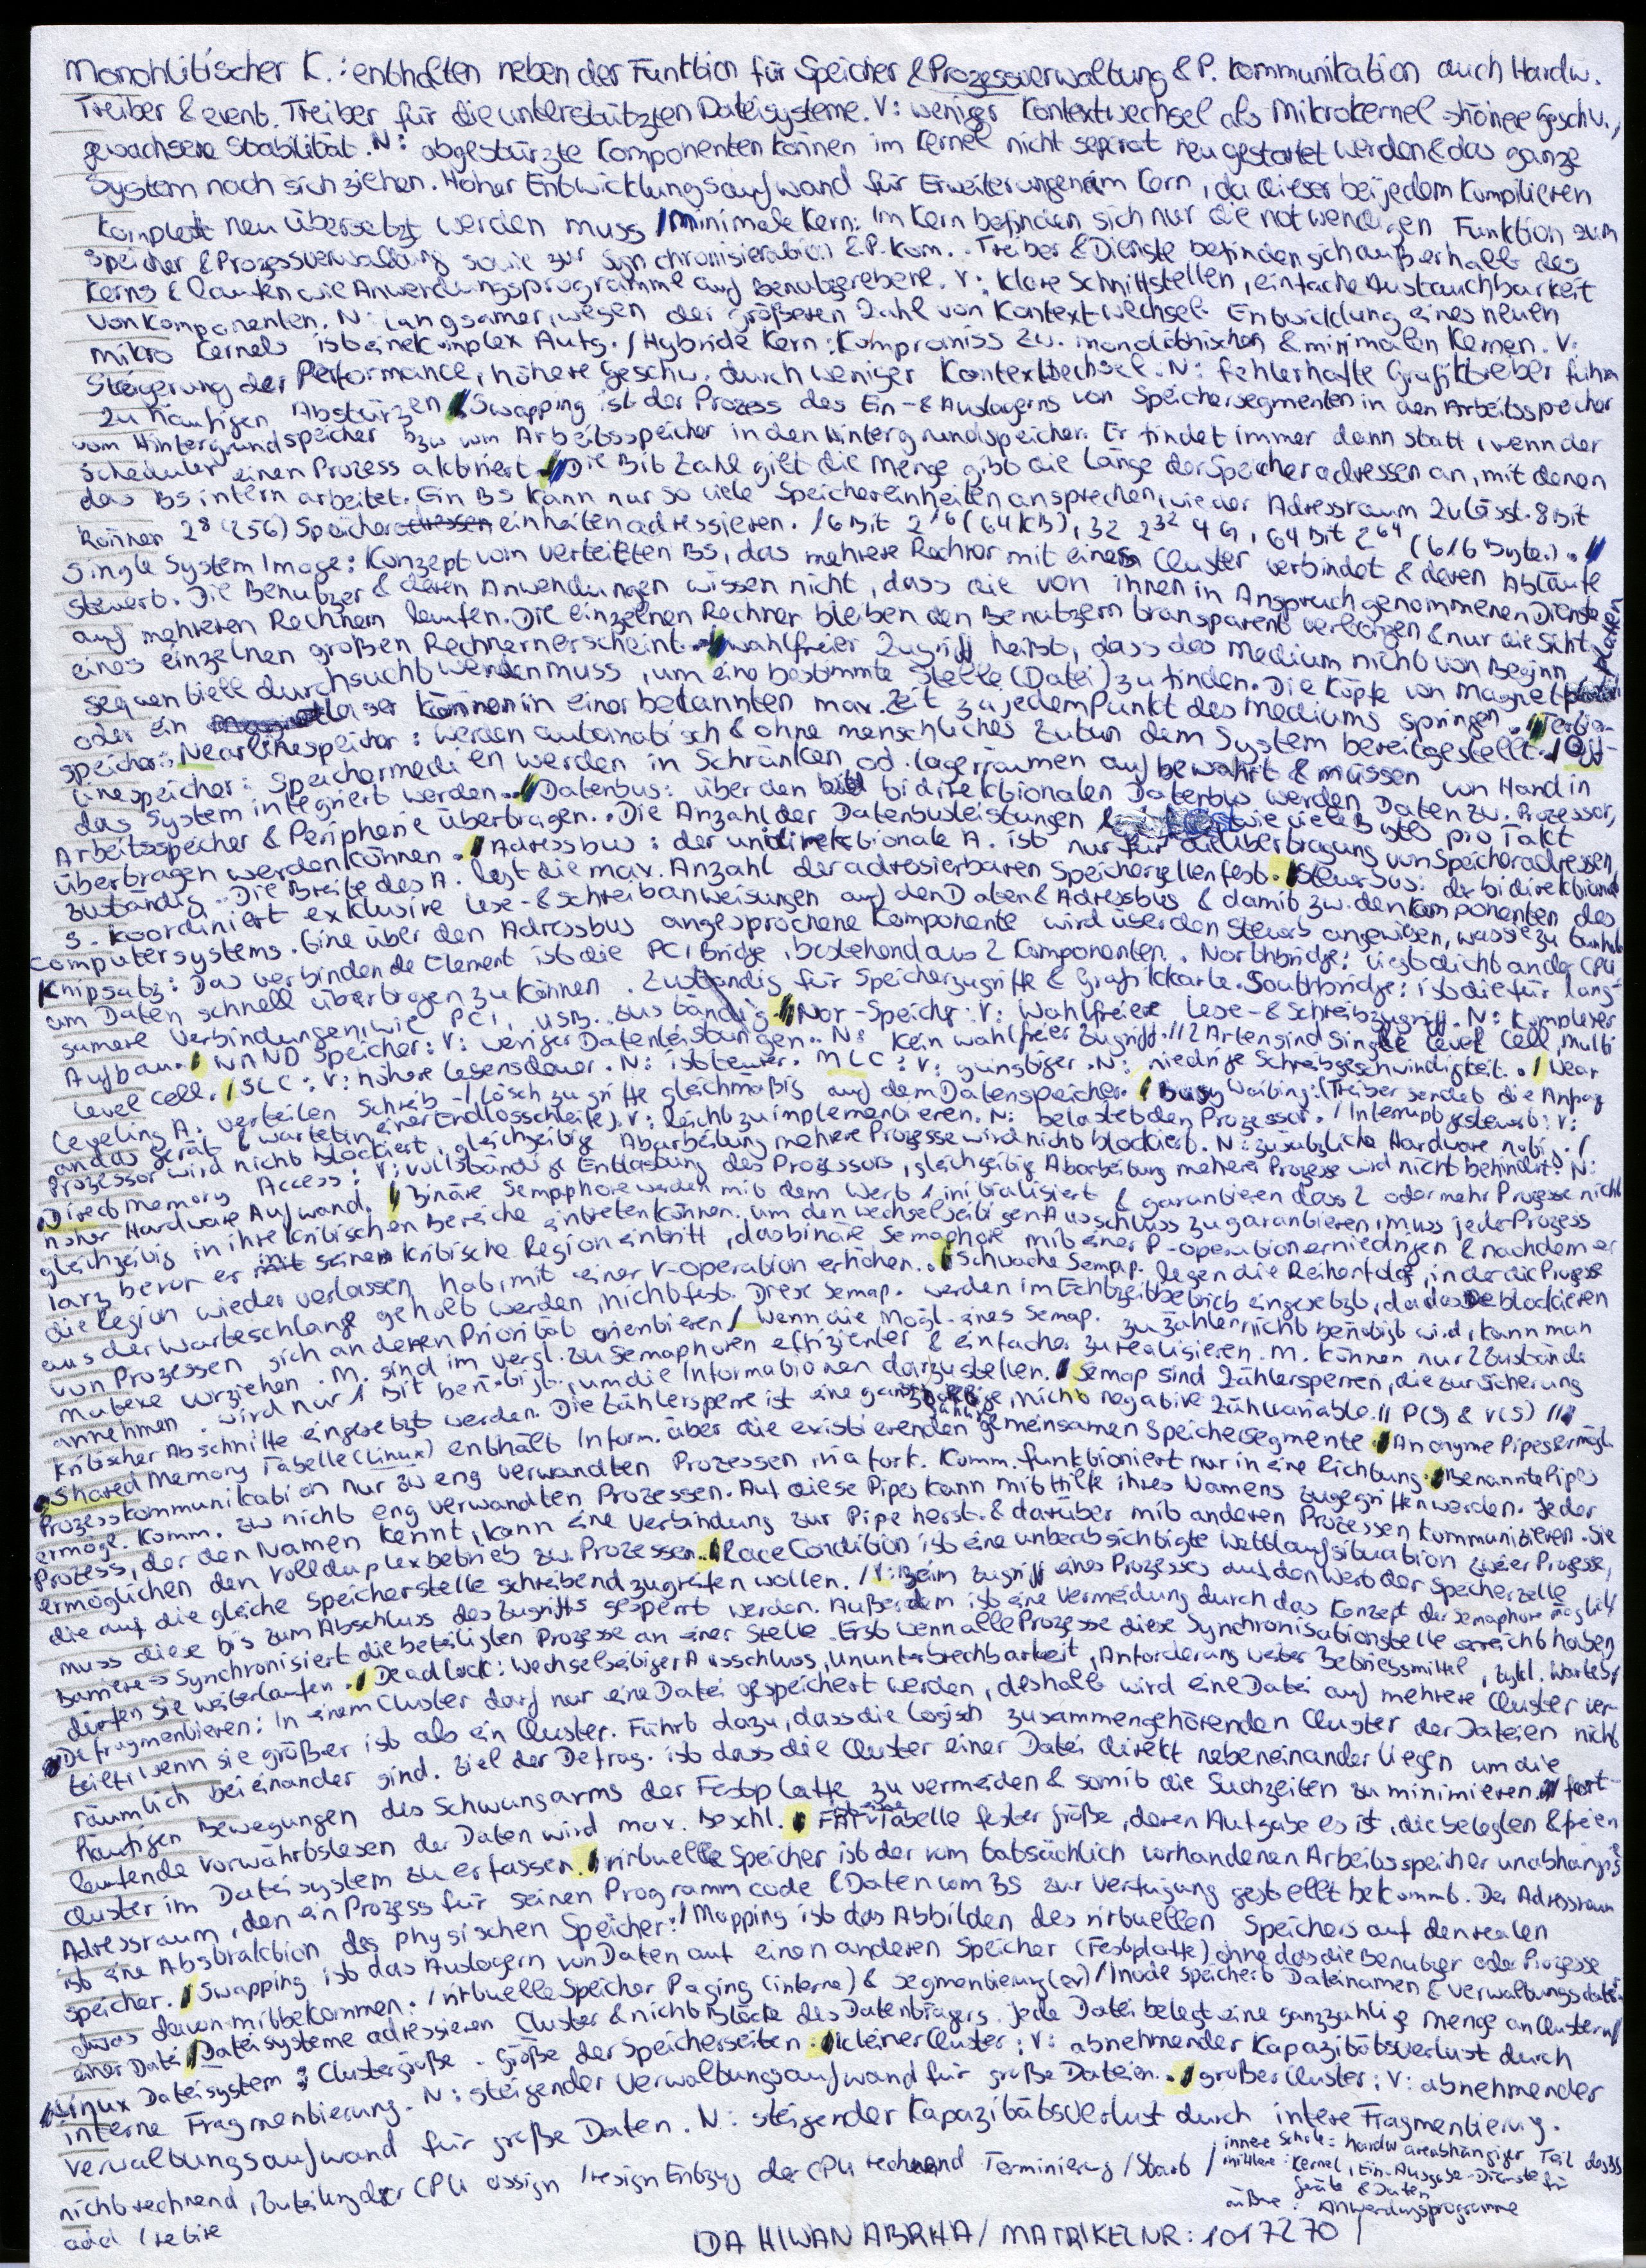 Monohlitischer K.: enthalten neben der Funktion für Speicher & Prozessverwaltung & P. Kommunikation auch Hardw.
Treiber & event. Treiber für die unterstützten Dateisysteme. V: weniger Kontextwechsel als Mikrokernel höhere Geschw.,
gewachsene Stabilität. N: abgestürzte Componenten können im Kernel nicht separat neu gestartet werden & das ganze
System nach sich ziehen. Hoher Entwicklungsaufwand für Erweiterungen am Kern, da dieser bei jedem Kompilieren
komplett neu übersetzt werden muss / Minimale Kern: Im Kern befinden sich nur die notwendigen Funktion zum
Speicher & Prozessverwaltung sowie zur Synchronisieration & P. Kom.. Treiber & Dienste befinden sich außerhalb des
Kerns & laufen wie Anwendungsprogramme auf Benutzerebene. V: klare Schnittstellen, einfache Austauchbarkeit
von Komponenten. N: langsamer, wegen der größeren Zahl von Kontextwechsel. Entwicklung eines neuen
Mikro Kernels ist eine komplex Aufg. / Hybride Kern: Kompromiss zw. monolithischen & minimalen Kernen. V:
Steigerung der Performance, höhere Geschw. durch weniger Kontextwechsel. N: fehlerhafte Grafiktreiber führen
zu häufigen Abstürzen // Swapping ist der Prozess des Ein- & Auslagerns von Speichersegmenten in den Arbeitsspeicher
vom Hintergrundspeicher bzw vom Arbeitsspeicher in den Hintergrundspeicher. Er findet immer dann statt, wenn der
Scheduler einen Prozess aktiviert // Die Bit Zahl gibt die Menge gibt die Länge der Speicheradressen an, mit denen
das BS intern arbeitet. Ein BS kann nur so viele Speichereinheiten ansprechen, wie der Adressraum zulässt. 8 Bit
können 2^8 (256) Speicheradressen einheiten adressieren. 16 Bit 2^16 (64 KB), 32 2^32 4 G, 64 Bit 2^64 (616 Byte.). //
Single System Image: Konzept vom verteilten BS, das mehrere Rechner mit einem Cluster verbindet & deren Abläufe
steuert. Die Benutzer & deren Anwendungen wissen nicht, dass die von ihnen in Anspruch genommenen Dienste
auf mehreren Rechnern laufen. Die einzelnen Rechner bleiben den Benutzern transparent verborgen & nur die Sicht
eines einzelnen großen Rechnern erscheint. // wahlfreier Zugriff heisst, dass das Medium nicht von Beginn
sequentiell durchsucht werden muss, um eine bestimmte Stelle (Datei) zu finden. Die Köpfe von Magnetplatten
oder ein Laser können in einer bekannten max. Zeit zu jedem Punkt des Mediums springen. // Tertiär-
speicher: Nearlinespeicher: werden automatisch & ohne menschliches Zutun dem System bereitgestellt. / Off-
linespeicher: Speichermedien werden in Schränken od. Lagerräumen aufbewahrt & müssen von Hand in
das System integriert werden. // Datenbus: über den bidirektionalen Datenbus werden Daten zw. Prozessor,
Arbeitsspeicher & Peripherie übertragen. Die Anzahl der Datenbusleistungen wie viele Bytes pro Takt
übertragen werden können. // Adressbus: der unidirektionale A. ist nur für die Übertragung von Speicheradressen
zuständig. Die Breite des A. legt die max. Anzahl der adressierbaren Speicherzellen fest. // Steuerbus: der bidirektional
S. koordiniert exklusive Lese- & Schreibanweisungen auf den Daten & Adressbus & damit zw. den Komponenten des
Computersystems. Eine über den Adressbus angesprochene Komponente wird über den Steuerb angewiesen, was sie zu tun hat
Chipsatz: Das verbindende Element ist die PCI Bridge, bestehend aus 2 Komponenten. Northbridge: liegt dicht an der CPU
um Daten schnell übertragen zu können. Zuständig für Speicherzugriffe & Grafikkarte. Southbridge: ist die für lang-
samere Verbindungen, wie PCI, USB.. zuständig // Nor-Speicher: V: Wahlfreier Lese- & Schreibzugriff. N: Komplexer
Aufbau. / NAND Speicher: V: weniger Datenleistungen. N: kein wahlfreier Zugriff. // 2 Arten sind Single Level Cell, Multi
Level Cell. / SLC: V: höhere Lebensdauer. N: ist teuer. MLC: V: günstiger. N: niedrige Schreibgeschwindigkeit. / Wear
Leveling A. verteilen Schreib-/Löschzugriffe gleichmäßig auf dem Datenspeicher. / Busy Waiting: (Treiber sendet die Anfrag
an das Gerät & wartet in einer Endlosschleife). V: leicht zu implementieren. N: belastet den Prozessor. / Interruptgesteuert: V:
Prozessor wird nicht blockiert, gleichzeitige Abarbeitung mehrere Prozesse wird nicht blockiert. N: zusätzliche Hardware nötig. /
Direct Memory Access: V: vollständige Entlastung des Prozessors, gleichzeitig Abarbeitung meherer Prozesse wird nicht behindert. N:
hoher Hardware Aufwand. // Binäre Semaphore werden mit dem Wert 1 initialisiert & garantieren dass 2 oder mehr Prozesse nicht
gleichzeitig in ihre kritischen Bereiche eintreten können. Um den wechselseitigen Ausschluss zu garantieren, muss jeder Prozess
kurz bevor er in seinen kritische Region eintritt, das binäre Semaphore mit einer P-operation erniedrigen & nachdem er
die Region wieder verlassen hat, mit einer V-operation erhöhen. // Schwache Semap. legen die Reihenfolge, in der die Prozesse
aus der Warteschlange geholt werden, nicht fest. Diese Semap. werden im Echtzeitbetrieb eingesetzt, da das Deblockieren
von Prozessen sich an deren Priorität orientieren / Wenn die Mögl. eines Semap. zu zählen nicht benötigt wird, kann man
Mutexe vorziehen. M. sind im vergl. zu Semaphoren effizienter & einfacher zu realisieren. M. können nur 2 Zustände
annehmen. Wird nur 1 Bit benötigt, um die Informationen darzustellen. // Semap sind Zählersperren, die zur Sicherung
kritischer Abschnitte eingesetzt werden. Die Zählersperre ist eine ganzzahlige, nicht negative Zählvariable. // P(S) & V(S) //
Shared Memory Tabelle (Linux) enthält Inform. über die existierenden gemeinsamen Speichersegmente // Anonyme Pipes ermögl.
Prozesskommunikation nur zw eng verwandten Prozessen via fork. Komm. funktioniert nur in eine Richtung. // Benannte Pipes
ermögl. Komm. zw nicht eng verwandten Prozessen. Auf diese Pipes kann mithilfe ihres Namens zugegriffen werden. Jeder
Prozess, der den Namen kennt, kann eine Verbindung zur Pipe herst. & darüber mit anderen Prozessen kommunizieren. Sie
ermöglichen den Vollduplexbetrieb zw. Prozessen. // Race Condition ist eine unbeabsichtigte Wettlaufsituation zweier Prozesse,
die auf die gleiche Speicherstelle schreibend zugreifen wollen. / V: Beim Zugriff eines Prozesses auf den Wert der Speicherzelle
muss diese bis zum Abschluss des Zugriffs gesperrt werden. Außerdem ist eine Vermeidung durch das Konzept der Semaphore möglich
Barriere => Synchronisiert die beteiligten Prozesse an einer Stelle. Erst wenn alle Prozesse diese Synchronisationstelle erreicht haben
dürfen sie weiterlaufen. // Deadlock: Wechselseitiger Ausschluss, Ununterbrechbarkeit, Anforderung weiter Betriebsmittel, zykl. Wartebed
Defragmentieren: In einem Cluster darf nur eine Datei gespeichert werden, deshalb wird eine Datei auf mehrere Cluster ver-
teilt, wenn sie größer ist als ein Cluster. Führt dazu, dass die logisch zusammengehörenden Cluster der Dateien nicht
räumlich beieinander sind. Ziel der Defrag. ist dass die Cluster einer Datei direkt nebeneinander liegen um die
häufigen Bewegungen des Schwungarms der Festplatte zu vermeiden & somit die Suchzeiten zu minimieren. // fort-
laufende Vorwährtslesen der Daten wird max. beschl. // FAT ist eine Tabelle fester größe, deren Aufgabe es ist, die belegten & freien
Cluster im Dateisystem zu erfassen. // virtuelle Speicher ist der vom tatsächlich vorhandenen Arbeitsspeicher unabhängige
Adressraum, den ein Prozess für seinen Programmcode & Daten vom BS zur Verfügung gestellt bekommt. Der Adressraum
ist eine Abstraktion des physischen Speicher. / Mapping ist das Abbilden des virtuellen Speichers auf den realen
Speicher. // Swapping ist das Auslagern von Daten auf einen anderen Speicher (Festplatte) ohne das die Benutzer oder Prozesse
etwas davon mitbekommen. / virtuelle Speicher Paging (interne) & Segmentierung (ex) / Inode speichert Dateinamen & Verwaltungsdaten
einer Datei // Dateisysteme adressieren Cluster & nicht Blöcke des Datenträgers. Jede Datei belegt eine ganzzahlige Menge an Cluster auf
Linux Dateisystem: Clustergröße. Größe der Speicherseiten // kleiner Cluster: V: abnehmender Kapazitätsverlust durch
interne Fragmentierung. N: steigender Verwaltungsaufwand für große Dateien. // großer Cluster: V: abnehmender
Verwaltungsaufwand für große Daten. N: steigender Kapazitätsverlust durch intere Fragmentierung.
nicht rechnend, Zuteilung der CPU assign / resign Entzug der CPU rechnend Terminierung / Start /
add / retire
innere Schale: hardwareabhängiger Teil des BS
mittlere: Kernel, Ein-Ausgabe-Dienste für
Geräte & Daten
äußere: Anwendungsprogramme
IDA HIWAN ABRHA / MATRIKELNR: 1017270 /